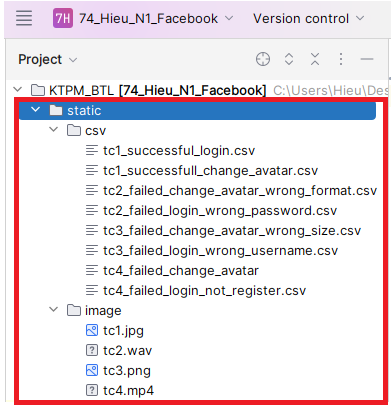 7H 74_Hieu_N1_Facebook Version control
Project
KTPM_BTL [74_Hieu_N1_Facebook] C:\Users\Hieu\Des
static
csv
tc1_successful_login.csv
tc1_successfull_change_avatar.csv
tc2_failed_change_avatar_wrong_format.csv
tc2_failed_login_wrong_password.csv
tc3_failed_change_avatar_wrong_size.csv
tc3_failed_login_wrong_username.csv
tc4_failed_change_avatar
tc4_failed_login_not_register.csv
image
tc1.jpg
tc2.wav
tc3.png
tc4.mp4